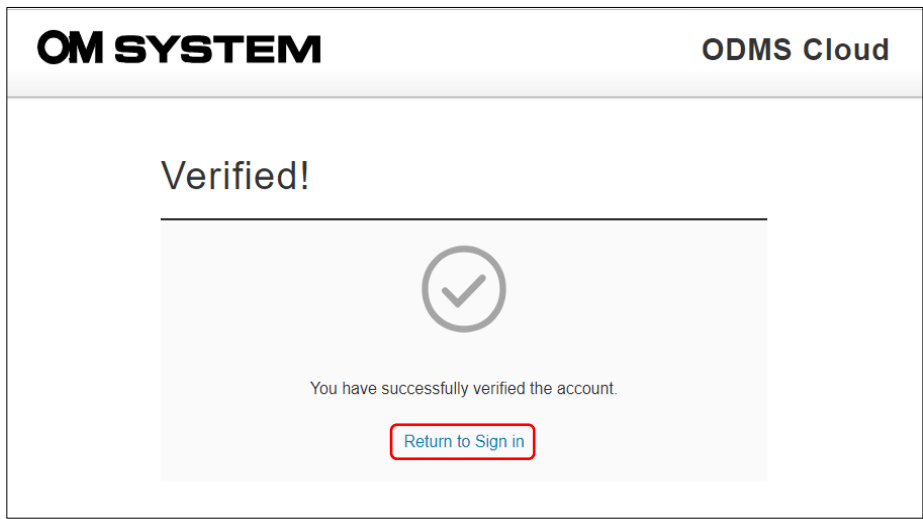 OM SYSTEM
ODMS Cloud
Verified!
You have successfully verified the account.
Return to Sign in